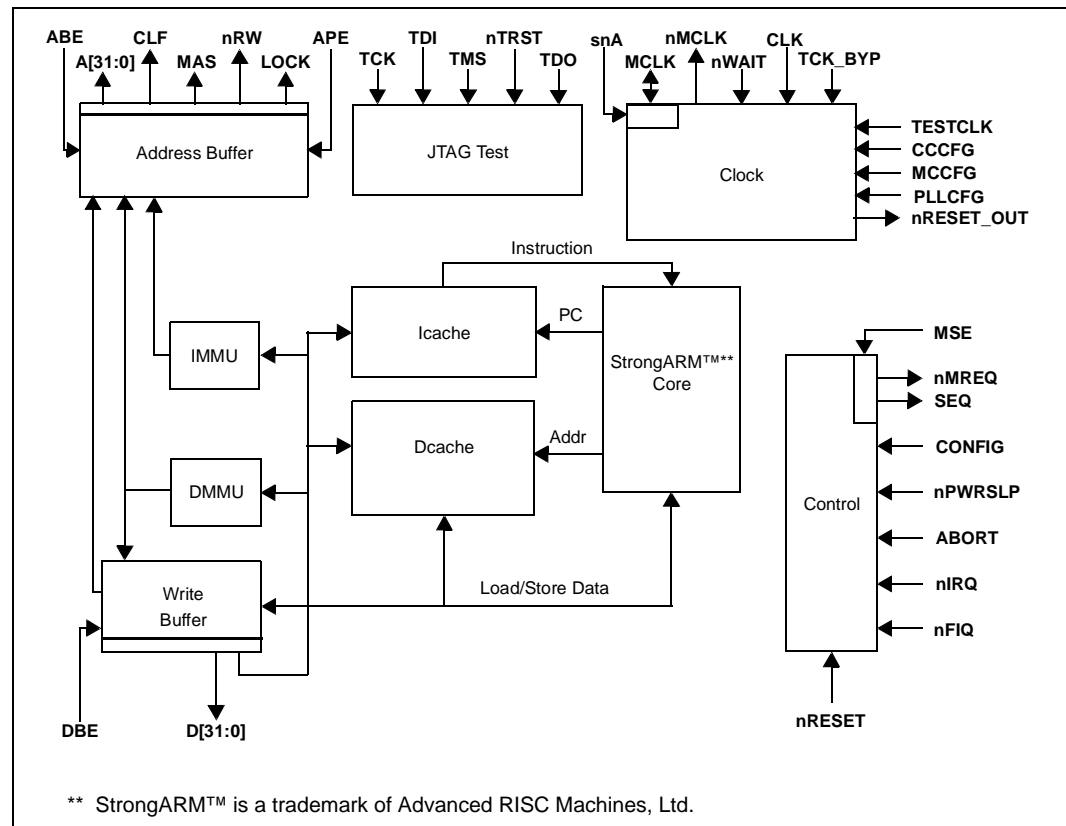 ABE CLF nRW APE TDI nTRST snA nMCLK CLK
A[31:0] MAS LOCK TCK TMS TDO MCLK nWAIT TCK_BYP
Address Buffer
JTAG Test
Clock
TESTCLK
CCCFG
MCCFG
PLLCFG
nRESET_OUT
Instruction
Icache
PC
StrongARM™**
Core
IMMU
Dcache
Addr
DMMU
Write
Buffer
Load/Store Data
DBE
D[31:0]
MSE
nMREQ
SEQ
CONFIG
nPWRSLP
Control
ABORT
nIRQ
nFIQ
nRESET
** StrongARM™ is a trademark of Advanced RISC Machines, Ltd.